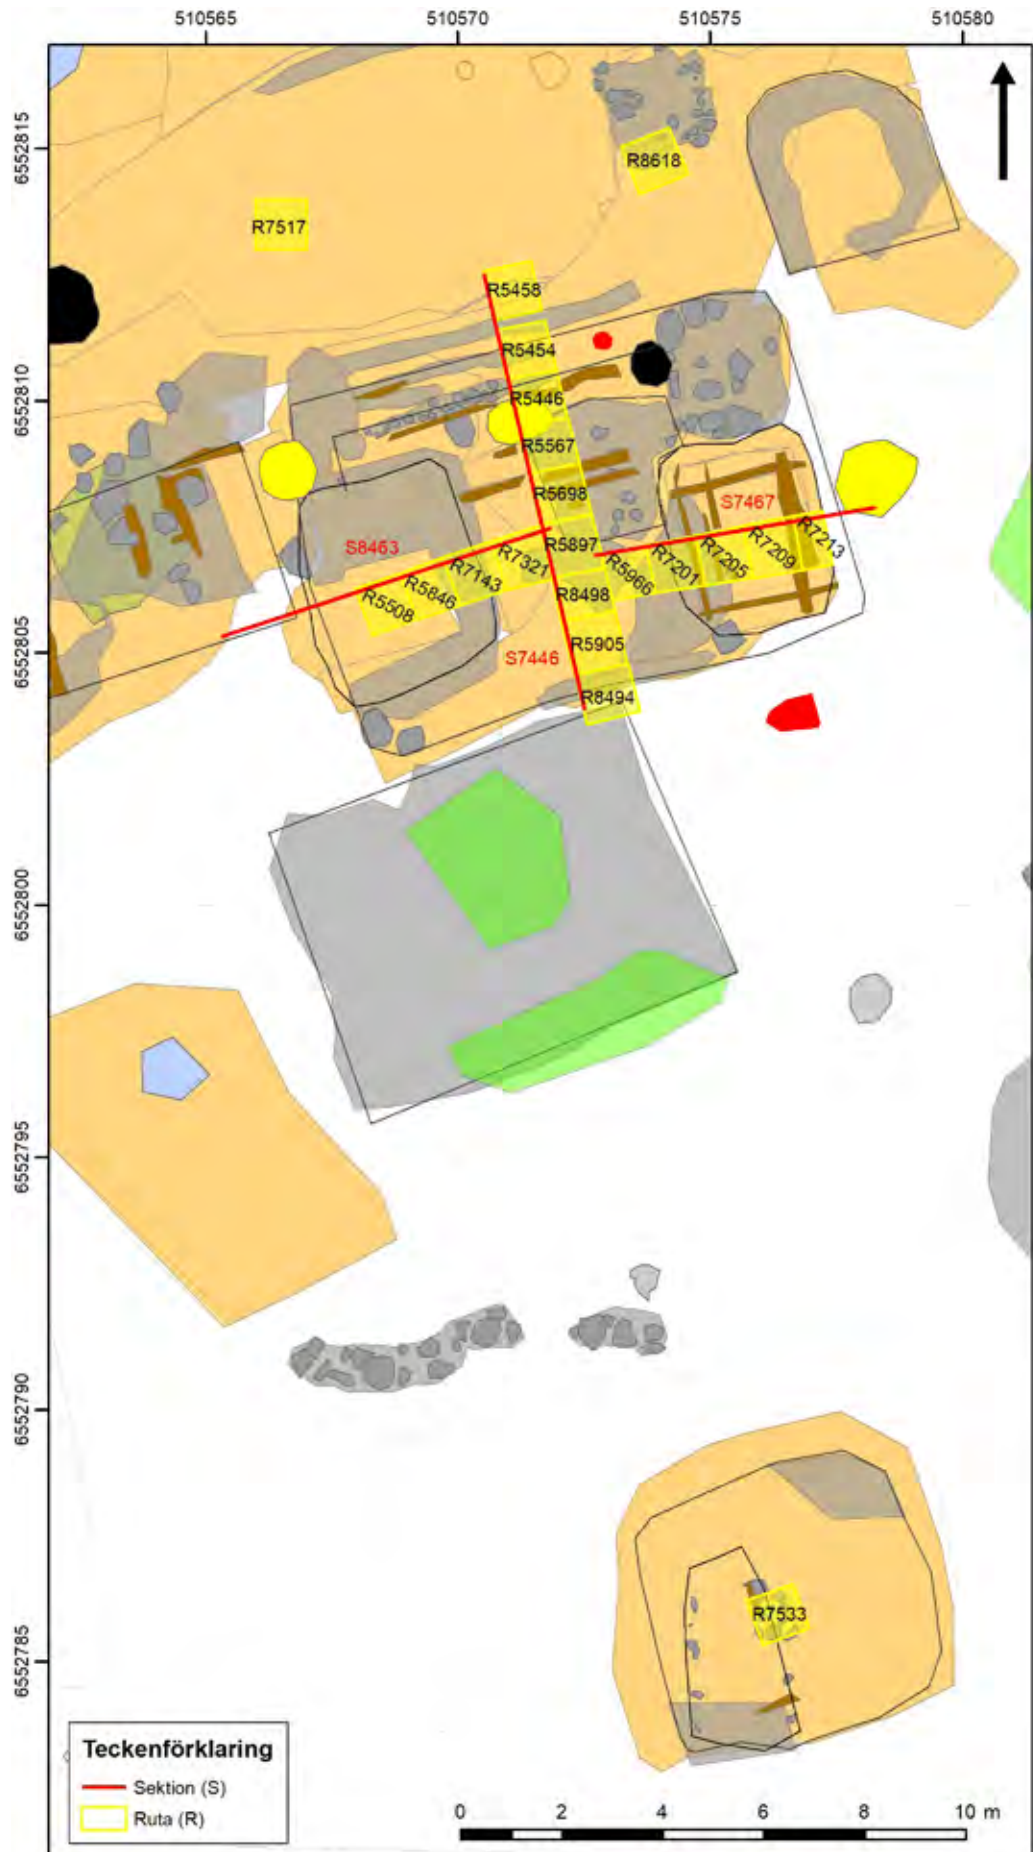 510565
510570
510575
510580
6552815
6552810
6552805
6552800
6552795
6552790
6552785
R8618
R7517
R5458
R5454
R5446
R5567
R5698
S7467
S8463
R7213
R7209
R7205
R7201
R5966
R5897
R7321
R7143
R5846
R5508
R8498
R5905
S7446
R8494
R7533
Teckenförklaring
Sektion (S)
Ruta (R)
0 2 4 6 8 10 m